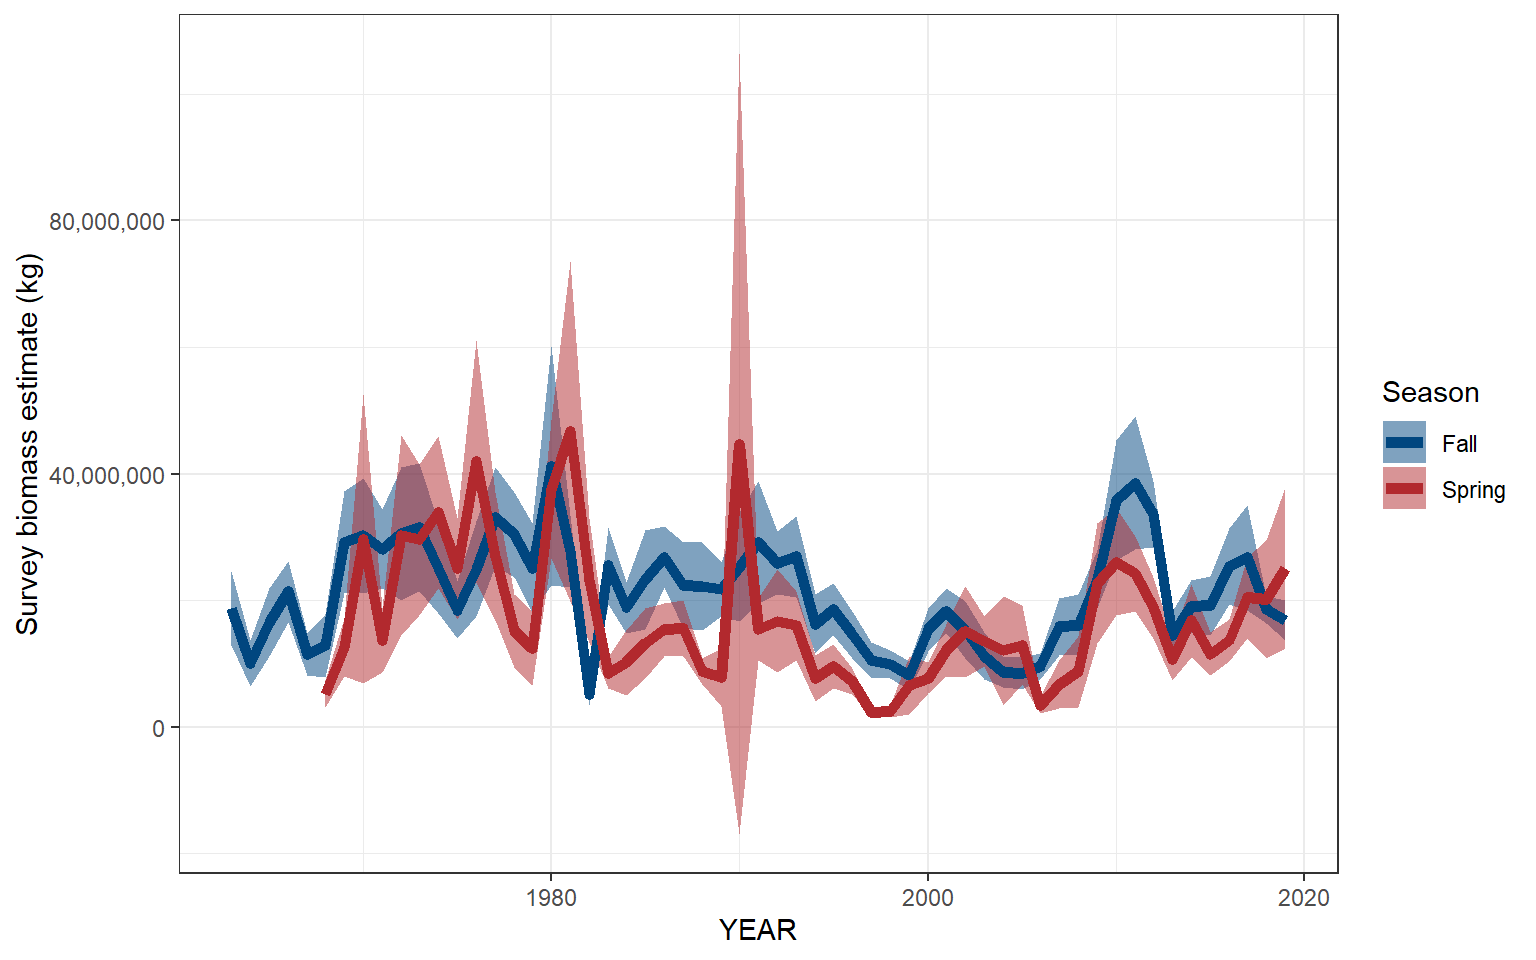 Survey biomass estimate (kg)
80,000,000
40,000,000
0
1980
2000
2020
YEAR
Season
Fall
Spring